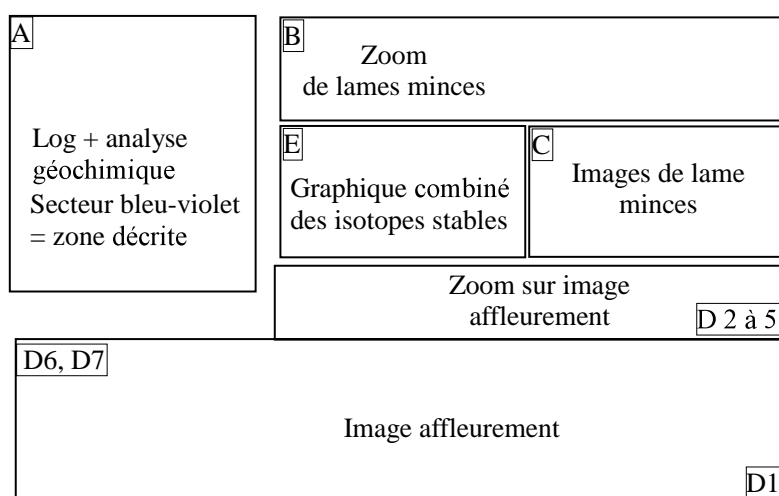 A
Log + analyse
géochimique
Secteur bleu-violet
= zone décrite
B
Zoom
de lames minces
E
Graphique combiné
des isotopes stables
C
Images de lame
minces
Zoom sur image
affleurement
D 2 à 5
D6, D7
Image affleurement
D1